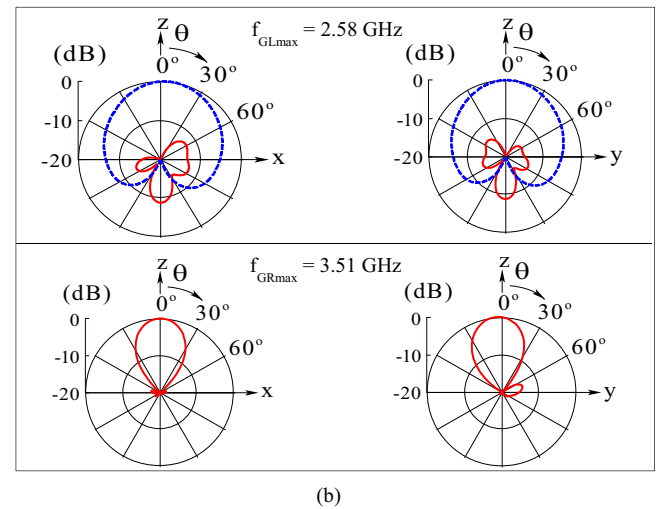 z θ f_GLmax = 2.58 GHz z θ
(dB) 0° 30° (dB) 0° 30°
0 60° 0 60°
-10 -10
-20 x -20 y
z θ f_GRmax = 3.51 GHz z θ
(dB) 0° 30° (dB) 0° 30°
0 60° 0 60°
-10 -10
-20 x -20 y
(b)